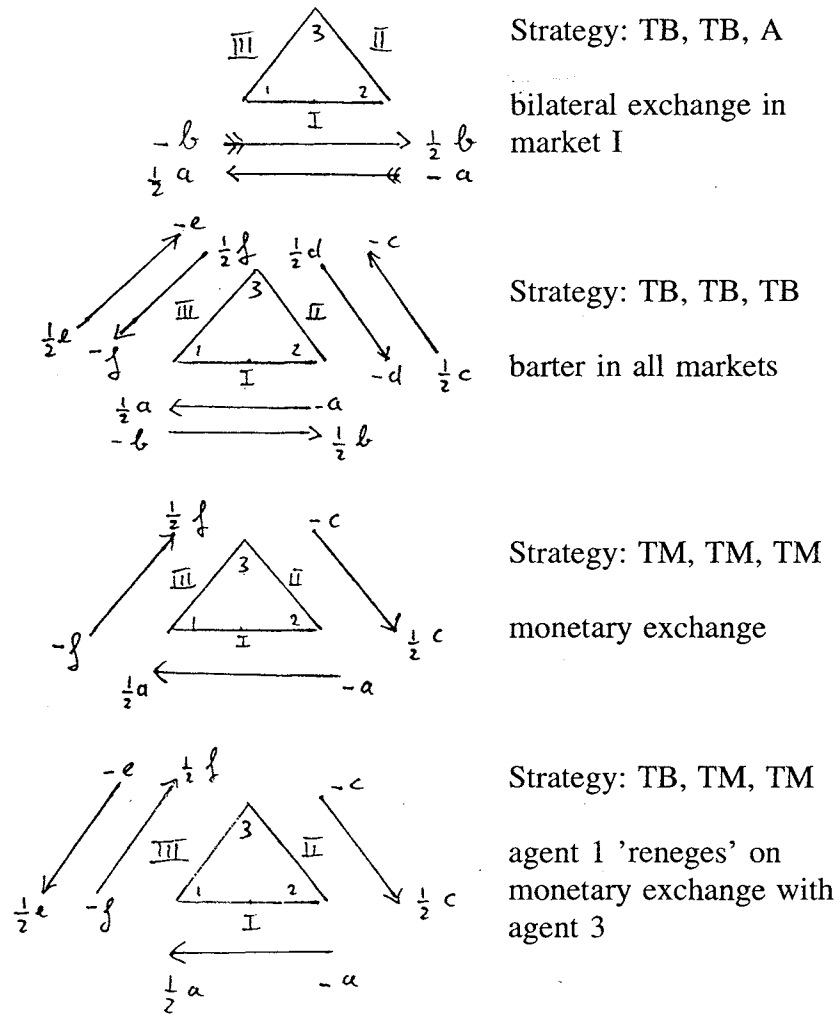 III 3 II
1 2
I
- b ½ b
½ a - a
Strategy: TB, TB, A
bilateral exchange in
market I
- e ½ f ½ d - c
III 3 II
½ e - f 1 2 - d ½ c
I
½ a - a
- b ½ b
Strategy: TB, TB, TB
barter in all markets
½ f - c
III 3 II
- f 1 2 ½ c
I
½ a - a
Strategy: TM, TM, TM
monetary exchange
- e ½ f - c
III 3 II
½ e - f 1 2 ½ c
I
½ a - a
Strategy: TB, TM, TM
agent 1 'reneges' on
monetary exchange with
agent 3